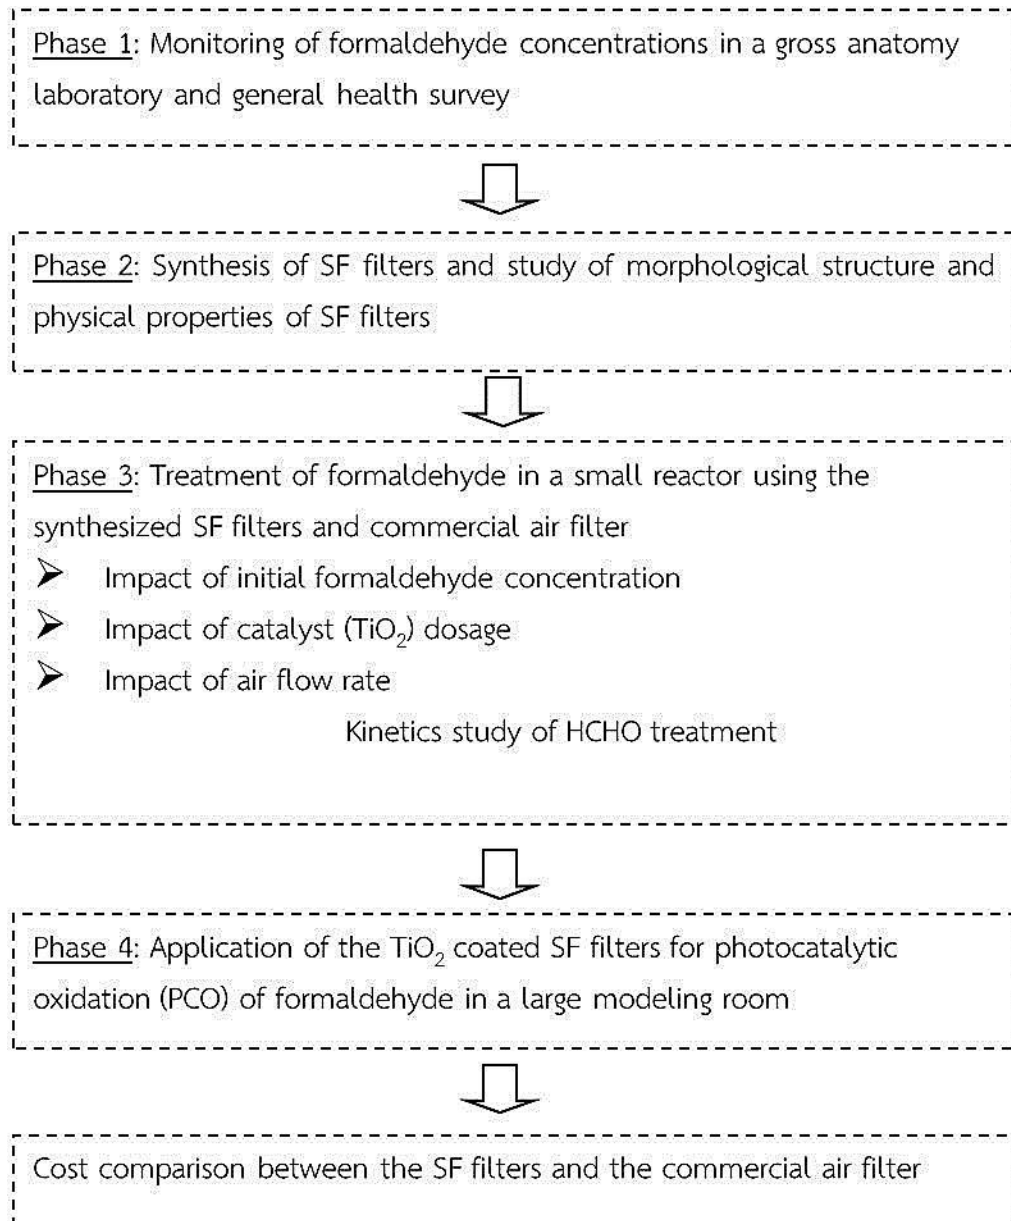 Phase 1: Monitoring of formaldehyde concentrations in a gross anatomy
laboratory and general health survey
Phase 2: Synthesis of SF filters and study of morphological structure and
physical properties of SF filters
Phase 3: Treatment of formaldehyde in a small reactor using the
synthesized SF filters and commercial air filter
➢ Impact of initial formaldehyde concentration
➢ Impact of catalyst (TiO₂) dosage
➢ Impact of air flow rate
Kinetics study of HCHO treatment
Phase 4: Application of the TiO₂ coated SF filters for photocatalytic
oxidation (PCO) of formaldehyde in a large modeling room
Cost comparison between the SF filters and the commercial air filter